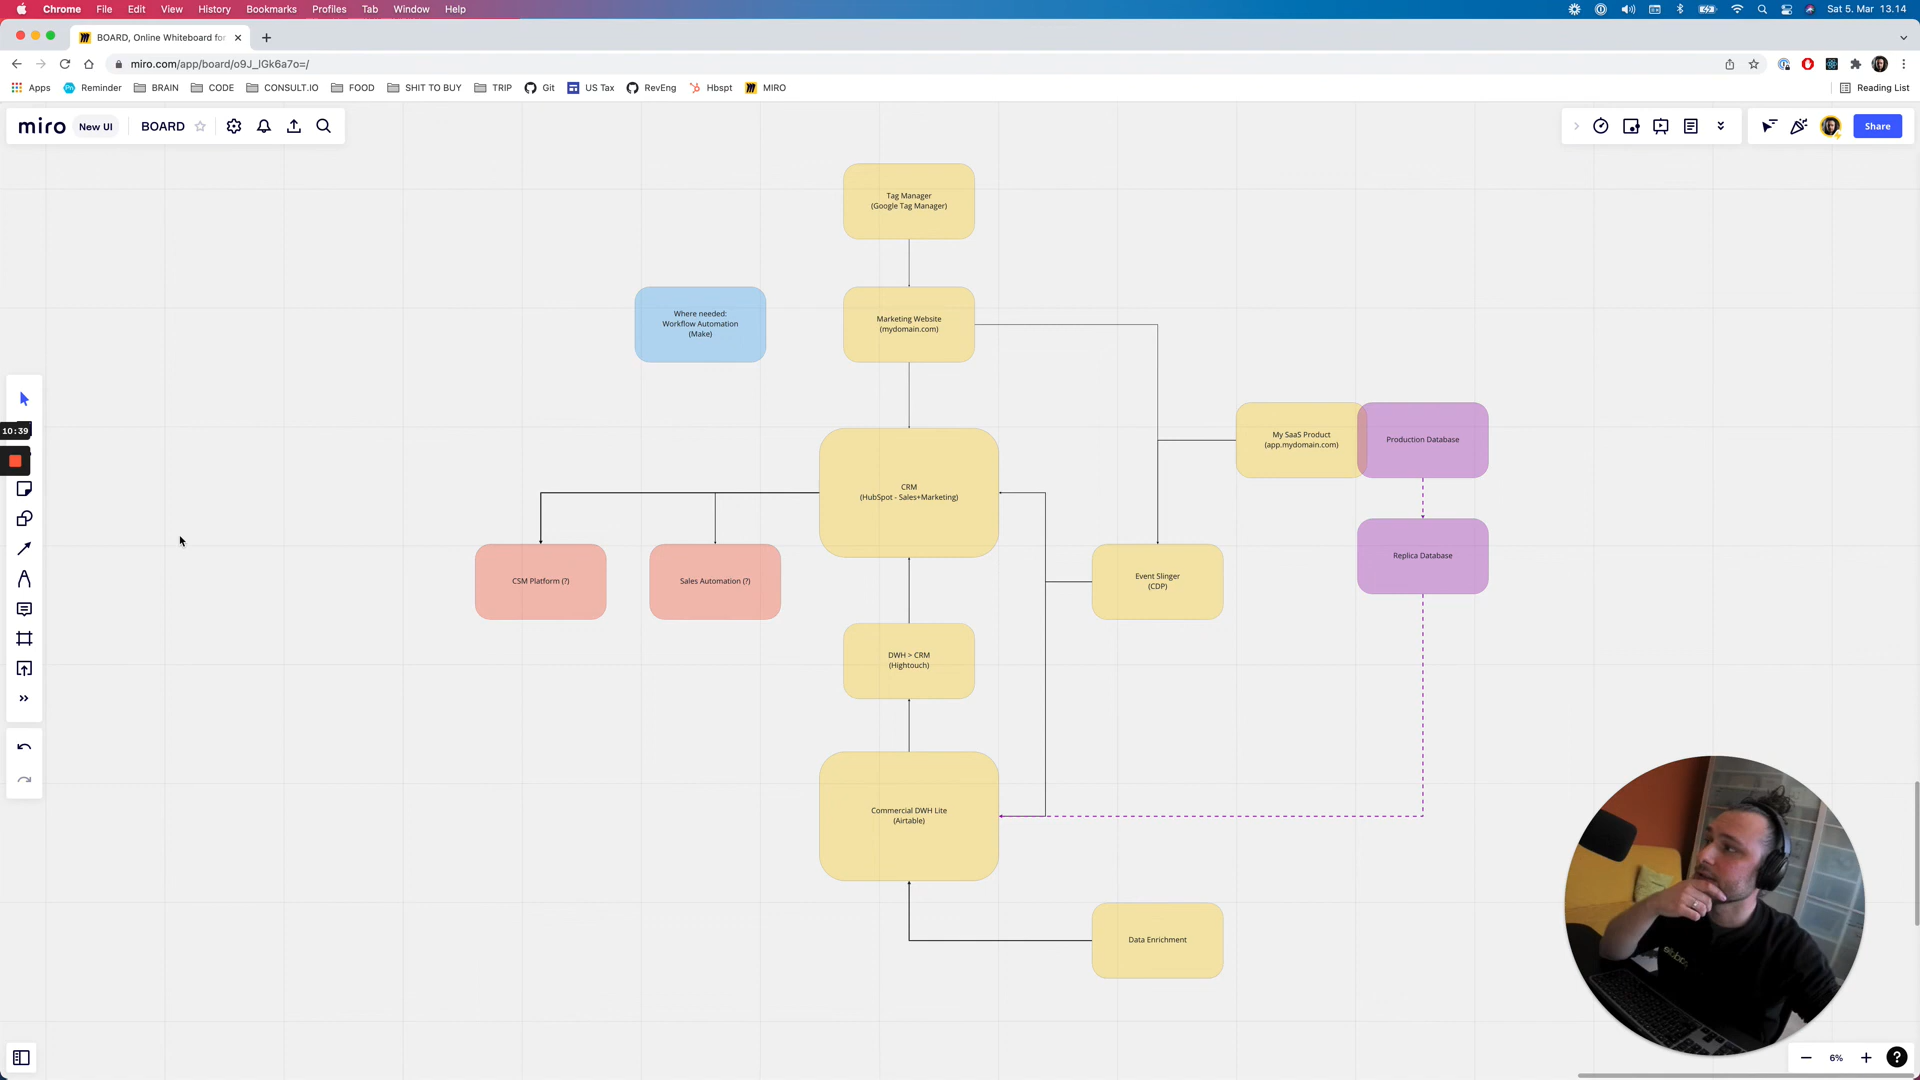 Chrome File Edit View History Bookmarks Profiles Tab Window Help
Sat 5. Mar 13.14
BOARD, Online Whiteboard for
miro.com/app/board/o9J_lGk6a7o=/
Apps Reminder BRAIN CODE CONSULT.IO FOOD SHIT TO BUY TRIP Git US Tax RevEng Hbspt MIRO
Reading List
miro New UI BOARD
Share
Tag Manager
(Google Tag Manager)
Where needed:
Workflow Automation
(Make)
Marketing Website
(mydomain.com)
My SaaS Product
(app.mydomain.com)
Production Database
10:39
CRM
(HubSpot - Sales+Marketing)
Replica Database
CSM Platform (?)
Sales Automation (?)
Event Slinger
(CDP)
DWH > CRM
(Hightouch)
Commercial DWH Lite
(Airtable)
Data Enrichment
6%